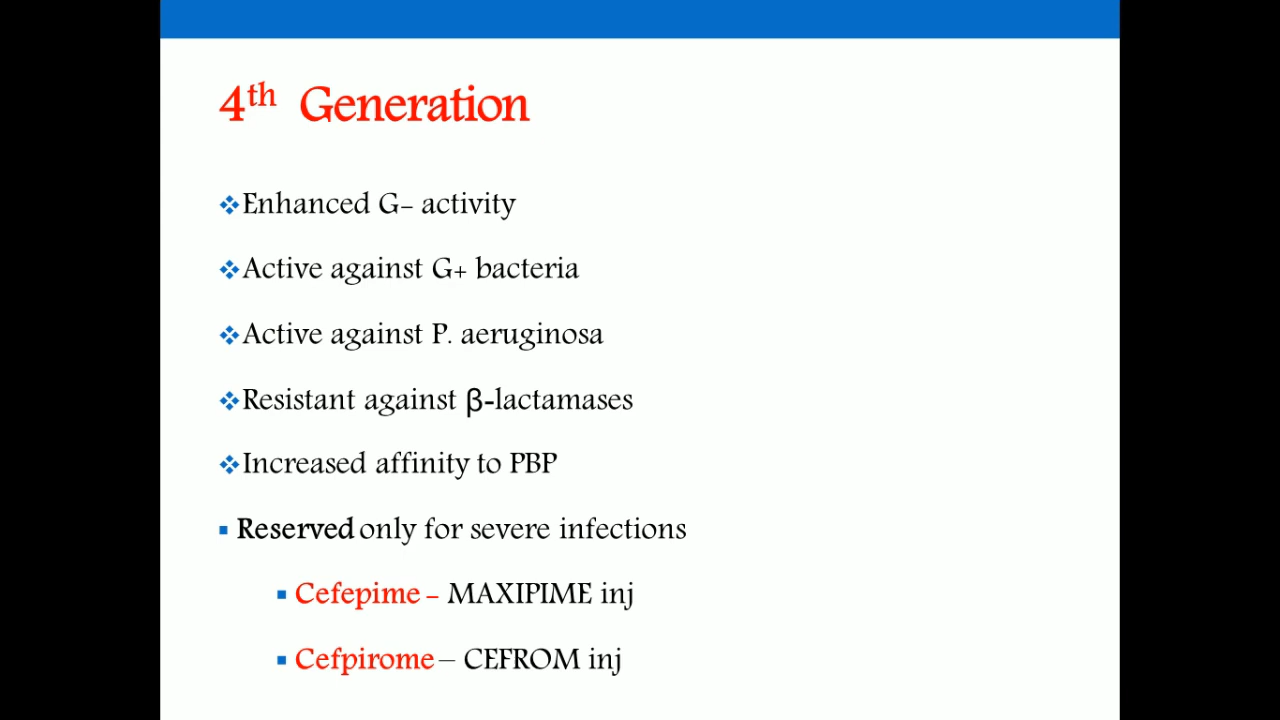 4th Generation
Enhanced G- activity
Active against G+ bacteria
Active against P. aeruginosa
Resistant against β-lactamases
Increased affinity to PBP
Reserved only for severe infections
Cefepime - MAXIPIME inj
Cefpirome – CEFROM inj